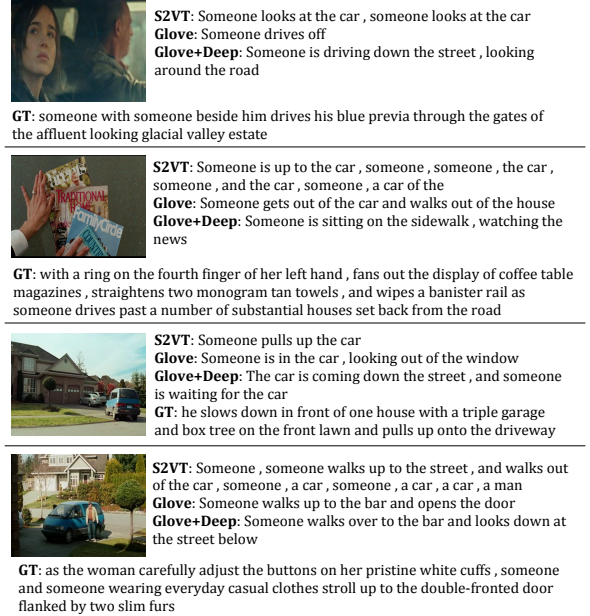 S2VT: Someone looks at the car , someone looks at the car
Glove: Someone drives off
Glove+Deep: Someone is driving down the street , looking
around the road
GT: someone with someone beside him drives his blue previa through the gates of
the affluent looking glacial valley estate
S2VT: Someone is up to the car , someone , someone , the car ,
someone , and the car , someone , a car of the
Glove: Someone gets out of the car and walks out of the house
Glove+Deep: Someone is sitting on the sidewalk , watching the
news
TRADITIONAL
FamilyCircle
GT: with a ring on the fourth finger of her left hand , fans out the display of coffee table
magazines , straightens two monogram tan towels , and wipes a banister rail as
someone drives past a number of substantial houses set back from the road
S2VT: Someone pulls up the car
Glove: Someone is in the car , looking out of the window
Glove+Deep: The car is coming down the street , and someone
is waiting for the car
GT: he slows down in front of one house with a triple garage
and box tree on the front lawn and pulls up onto the driveway
S2VT: Someone , someone walks up to the street , and walks out
of the car , someone , a car , someone , a car , a car , a man
Glove: Someone walks up to the bar and opens the door
Glove+Deep: Someone walks over to the bar and looks down at
the street below
GT: as the woman carefully adjust the buttons on her pristine white cuffs , someone
and someone wearing everyday casual clothes stroll up to the double-fronted door
flanked by two slim furs